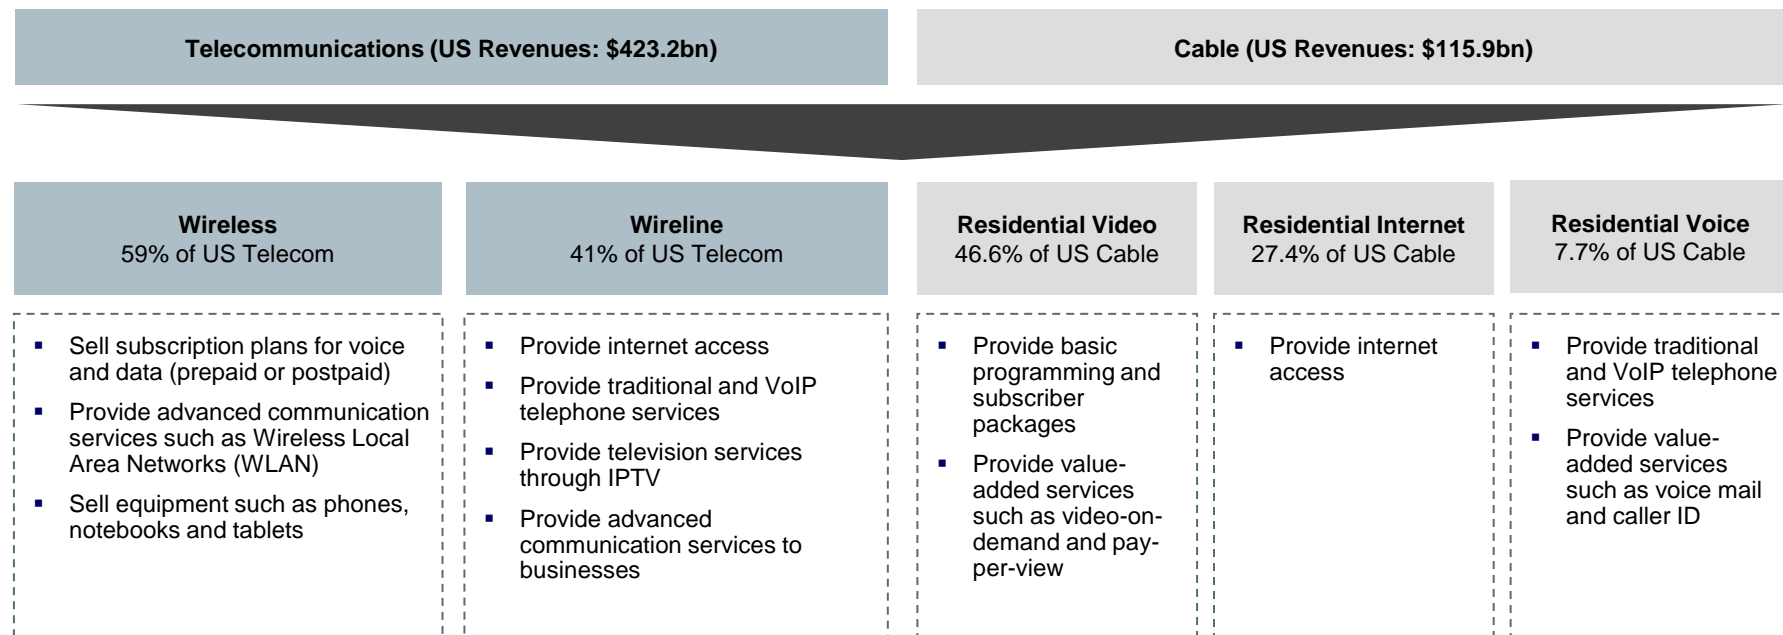 Telecommunications (US Revenues: $423.2bn)
Cable (US Revenues: $115.9bn)
Wireless
59% of US Telecom
Wireline
41% of US Telecom
Residential Video
46.6% of US Cable
Residential Internet
27.4% of US Cable
Residential Voice
7.7% of US Cable
Sell subscription plans for voice
and data (prepaid or postpaid)
Provide advanced communication
services such as Wireless Local
Area Networks (WLAN)
Sell equipment such as phones,
notebooks and tablets
Provide internet access
Provide traditional and VoIP
telephone services
Provide television services
through IPTV
Provide advanced
communication services to
businesses
Provide basic
programming and
subscriber
packages
Provide value-
added services
such as video-on-
demand and pay-
per-view
Provide internet
access
Provide traditional
and VoIP telephone
services
Provide value-
added services
such as voice mail
and caller ID